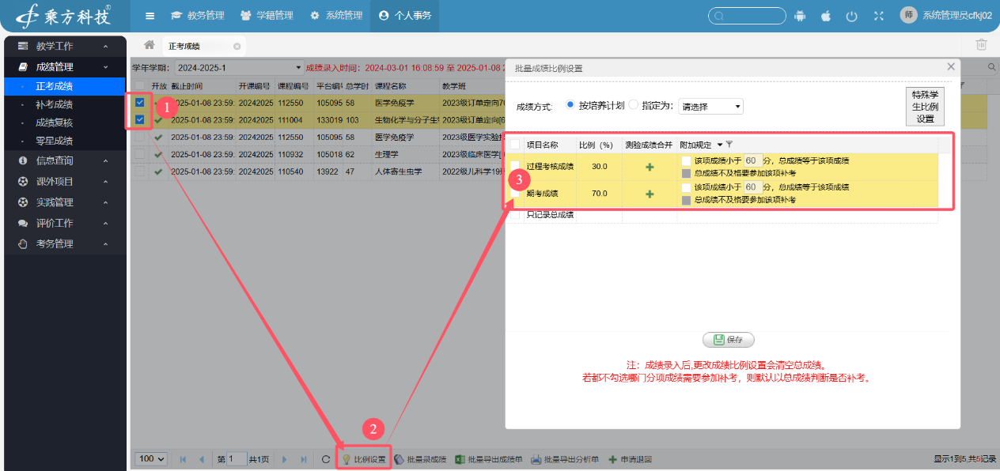 乘方科技
教务管理
学籍管理
系统管理
个人事务
师
系统管理员cfkj02
教学工作
成绩管理
正考成绩
补考成绩
成绩复核
零星成绩
信息查询
课外项目
实践管理
评价工作
考务管理
正考成绩
学年学期: 2024-2025-1 成绩录入时间: 2024-03-01 16:08:59 至 2025-01-08 2
开放 截止时间 开课编号 课程编号 平台编 总学时 课程名称 教学班
025-01-08 23:59: 20242025 112550 105095 58 医学免疫学 2023级订单定向7
025-01-08 23:59: 20242025 111004 133019 103 生物化学与分子生 2023级订单定向[6
2025-01-08 23:59: 20242025 112550 105095 58 医学免疫学 2023级医学实验
2025-01-08 23:59: 20242025 110932 105018 62 生理学 2023级临床医学[
2025-01-08 23:59: 20242025 110540 13922 47 人体寄生虫学 2022级儿科学19
1
批量成绩比例设置
成绩方式: 按培养计划 指定为: 请选择
特殊学
生比例
设置
项目名称 比例（%） 测验成绩合并 附加规定
过程考核成绩 30.0 该项成绩小于 60 分，总成绩等于该项成绩
总成绩不及格要参加该项补考
3
期考成绩 70.0 该项成绩小于 60 分，总成绩等于该项成绩
总成绩不及格要参加该项补考
只记录总成绩
保存
注：成绩录入后,更改成绩比例设置会清空总成绩。
若都不勾选哪门分项成绩需要参加补考，则默认以总成绩判断是否补考。
2
100 第 1 共1页 比例设置 批量录成绩 批量导出成绩单 批量导出分析单 申请退回 显示1到5,共5记录